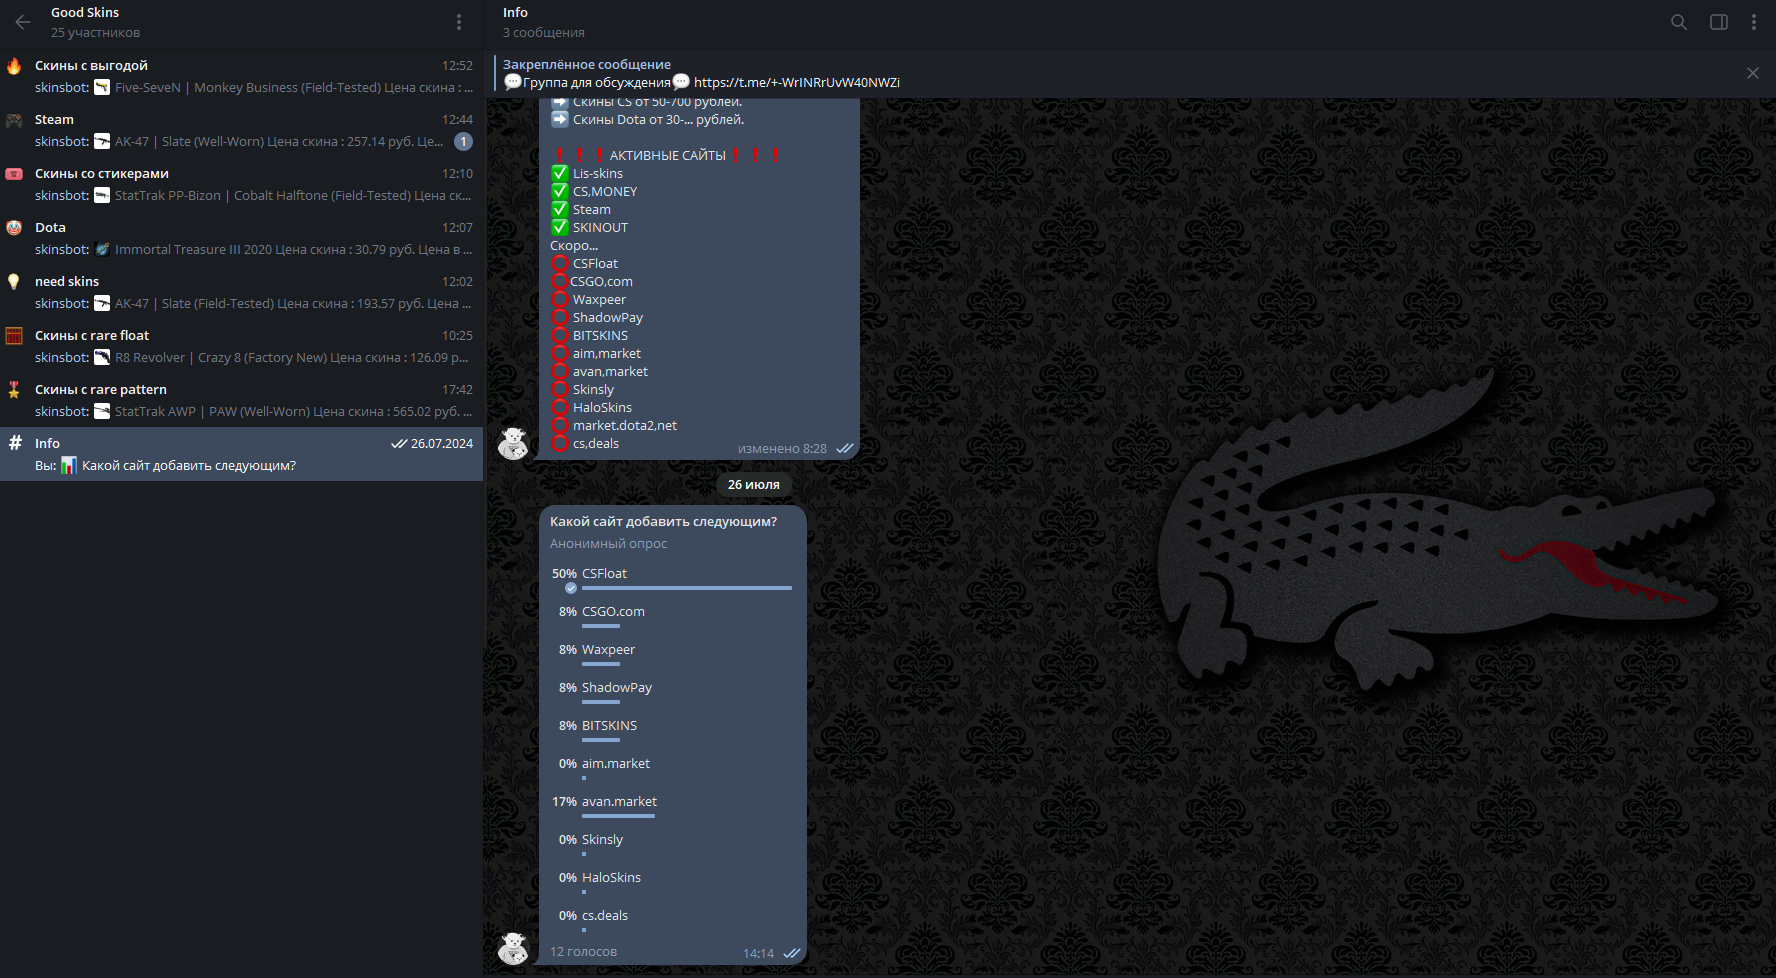 Good Skins
25 участников
Скины с выгодой 12:52
skinsbot: Five-SeveN | Monkey Business (Field-Tested) Цена скина : ...
Steam 12:44
skinsbot: AK-47 | Slate (Well-Worn) Цена скина : 257.14 руб. Це... 1
Скины со стикерами 12:10
skinsbot: StatTrak PP-Bizon | Cobalt Halftone (Field-Tested) Цена ск...
Dota 12:07
skinsbot: Immortal Treasure III 2020 Цена скина : 30.79 руб. Цена в ...
need skins 12:02
skinsbot: AK-47 | Slate (Field-Tested) Цена скина : 193.57 руб. Цена ...
Скины с rare float 10:25
skinsbot: R8 Revolver | Crazy 8 (Factory New) Цена скина : 126.09 р...
Скины с rare pattern 17:42
skinsbot: StatTrak AWP | PAW (Well-Worn) Цена скина : 565.02 руб. ...
# Info 26.07.2024
Вы: 📊 Какой сайт добавить следующим?
Info
3 сообщения
Закреплённое сообщение
💬Группа для обсуждения💬 https://t.me/+-WrINRrUvW40NWZi
➡️ Скины CS от 50-700 рублей.
➡️ Скины Dota от 30-... рублей.
❗❗❗АКТИВНЫЕ САЙТЫ❗❗❗
✅ Lis-skins
✅ CS,MONEY
✅ Steam
✅ SKINOUT
Скоро...
⭕ CSFloat
⭕CSGO,com
⭕ Waxpeer
⭕ ShadowPay
⭕ BITSKINS
⭕ aim,market
⭕ avan,market
⭕ Skinsly
⭕ HaloSkins
⭕ market.dota2,net
⭕ cs,deals
изменено 8:28
26 июля
Какой сайт добавить следующим?
Анонимный опрос
50% CSFloat
8% CSGO.com
8% Waxpeer
8% ShadowPay
8% BITSKINS
0% aim.market
17% avan.market
0% Skinsly
0% HaloSkins
0% cs.deals
12 голосов 14:14